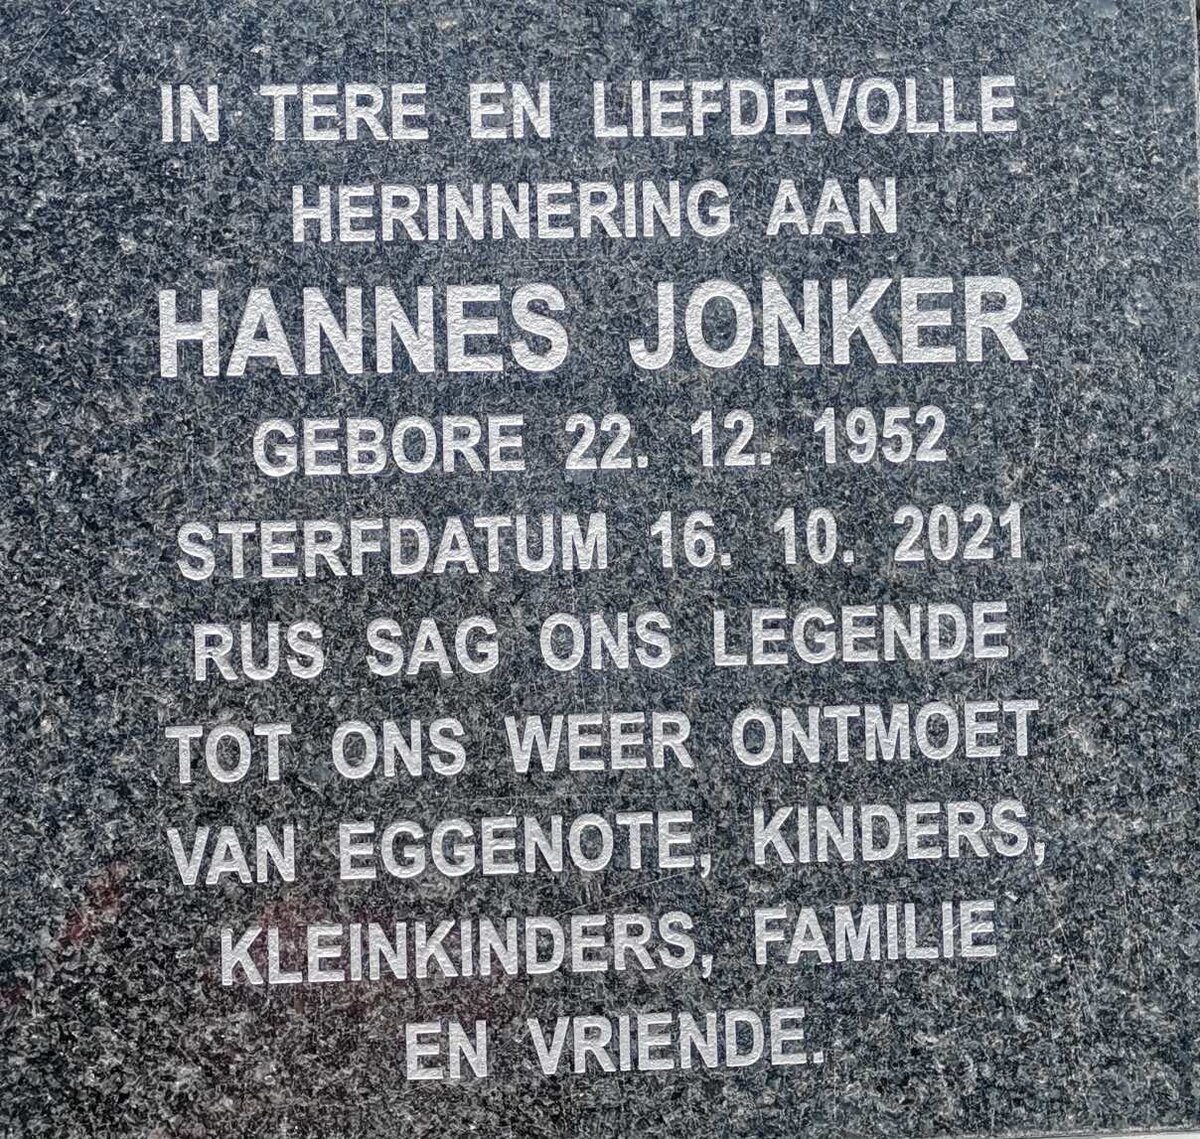 IN TERE EN LIEFDEVOLLE
HERINNERING AAN
HANNES JONKER
GEBORE 22. 12. 1952
STERFDATUM 16. 10. 2021
RUS SAG ONS LEGENDE
TOT ONS WEER ONTMOET
VAN EGGENOTE, KINDERS,
KLEINKINDERS, FAMILIE
EN VRIENDE.